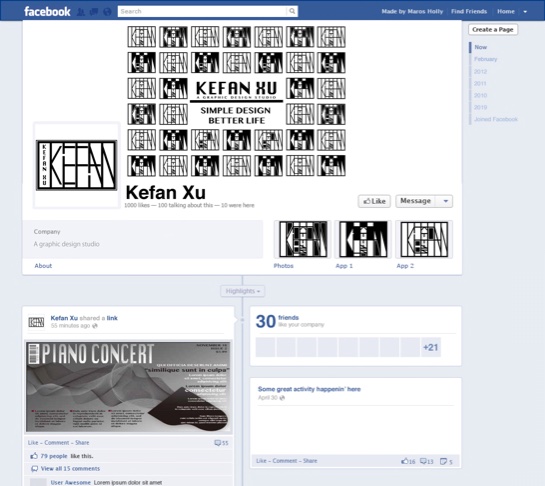 facebook
Search
Made by Maros Holly
Find Friends
Home
Create a Page
Now
February
2012
2011
2010
2010
Joined Facebook
KEFAN XU
A GRAPHIC DESIGN STUDIO
SIMPLE DESIGN
BETTER LIFE
KEFAN XU
KEFAN
Kefan Xu
1000 likes — 100 talking about this — 10 were here
Like
Message
Company
A graphic design studio
About
Photos
App 1
App 2
Highlights
Kefan Xu shared a link
55 minutes ago
PIANO CONCERT
similique sunt in culpa"
Like – Comment – Share
55
79 people like this.
View all 15 comments
User Awesome Lorem ipsum dolor sit amet
30 friends
like your company
+21
Some great activity happenin' here
April 30
Like – Comment – Share
16
13
5